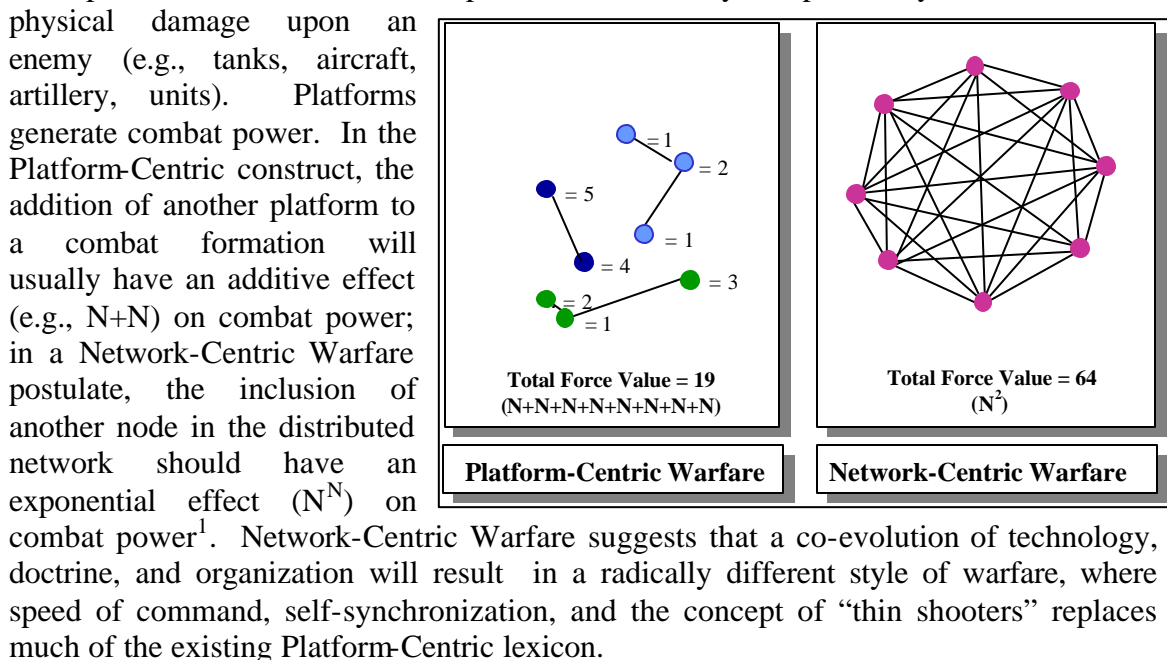 physical damage upon an
enemy (e.g., tanks, aircraft,
artillery, units). Platforms
generate combat power. In the
Platform-Centric construct, the
addition of another platform to
a combat formation will
usually have an additive effect
(e.g., N+N) on combat power;
in a Network-Centric Warfare
postulate, the inclusion of
another node in the distributed
network should have an
exponential effect (N^N) on
combat power^1. Network-Centric Warfare suggests that a co-evolution of technology,
doctrine, and organization will result in a radically different style of warfare, where
speed of command, self-synchronization, and the concept of “thin shooters” replaces
much of the existing Platform-Centric lexicon.
= 1
= 2
= 5
= 1
= 4
= 3
= 2
= 1
Total Force Value = 19
(N+N+N+N+N+N+N+N)
Platform-Centric Warfare
Total Force Value = 64
(N^2)
Network-Centric Warfare